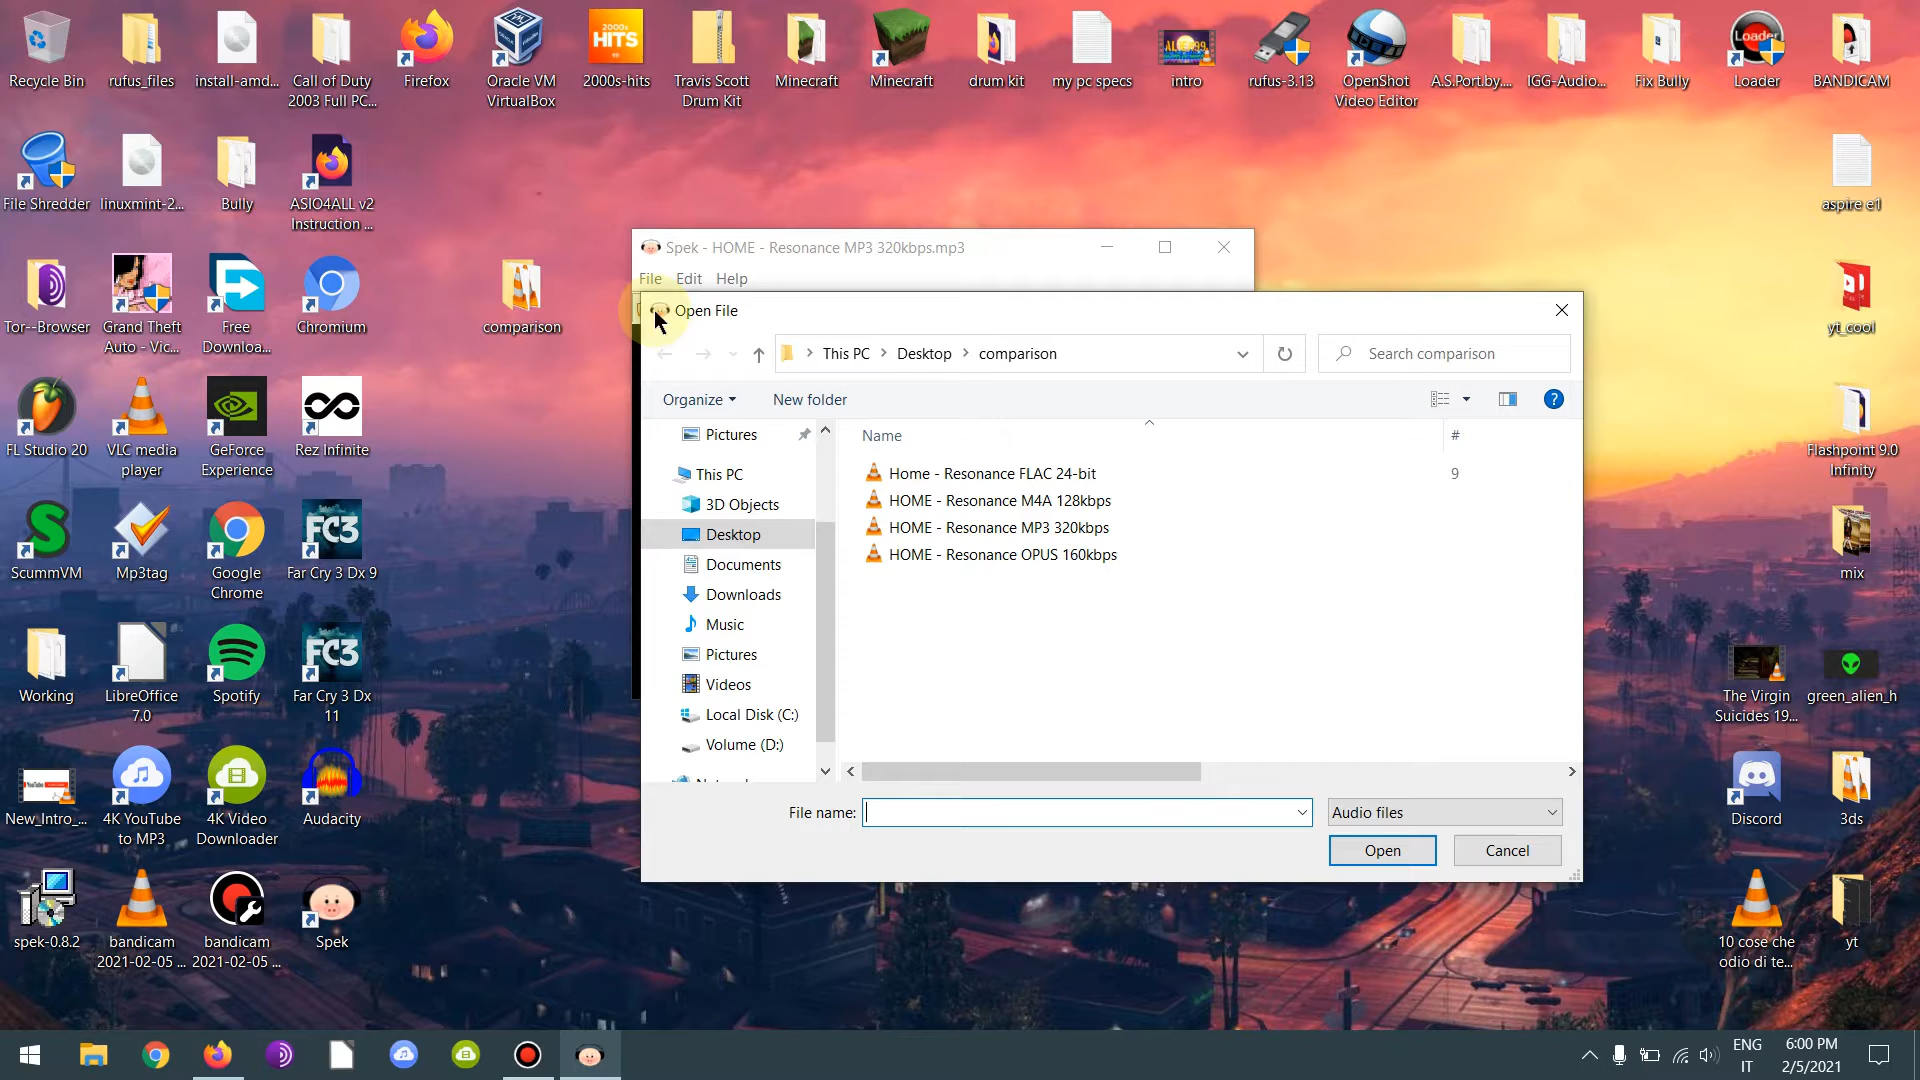 Recycle Bin
rufus_files
install-amd...
Call of Duty
2003 Full PC...
Firefox
Oracle VM
VirtualBox
2000s
HITS
2000s-hits
Travis Scott
Drum Kit
Minecraft
Minecraft
drum kit
my pc specs
intro
rufus-3.13
OpenShot
Video Editor
A.S.Port.by....
IGG-Audio...
Fix Bully
Loader
Loader
BANDICAM
File Shredder
linuxmint-2...
Bully
ASIO4ALL v2
Instruction ...
aspire e1
Tor--Browser
Grand Theft
Auto - Vic...
Free
Downloa...
Chromium
comparison
yt_cool
FL Studio 20
VLC media
player
GeForce
Experience
Rez Infinite
Flashpoint 9.0
Infinity
ScummVM
Mp3tag
Google
Chrome
FC3
Far Cry 3 Dx 9
mix
Working
LibreOffice
7.0
Spotify
FC3
Far Cry 3 Dx
11
The Virgin
Suicides 19...
green_alien_h
New_Intro_...
4K YouTube
to MP3
4K Video
Downloader
Audacity
Discord
3ds
spek-0.8.2
bandicam
2021-02-05 ...
bandicam
2021-02-05 ...
Spek
10 cose che
odio di te...
yt
Spek - HOME - Resonance MP3 320kbps.mp3
File Edit Help
Open File
This PC > Desktop > comparison
Search comparison
Organize
New folder
?
Pictures
This PC
3D Objects
Desktop
Documents
Downloads
Music
Pictures
Videos
Local Disk (C:)
Volume (D:)
Name #
Home - Resonance FLAC 24-bit 9
HOME - Resonance M4A 128kbps
HOME - Resonance MP3 320kbps
HOME - Resonance OPUS 160kbps
File name:
Audio files
Open
Cancel
ENG
IT
6:00 PM
2/5/2021